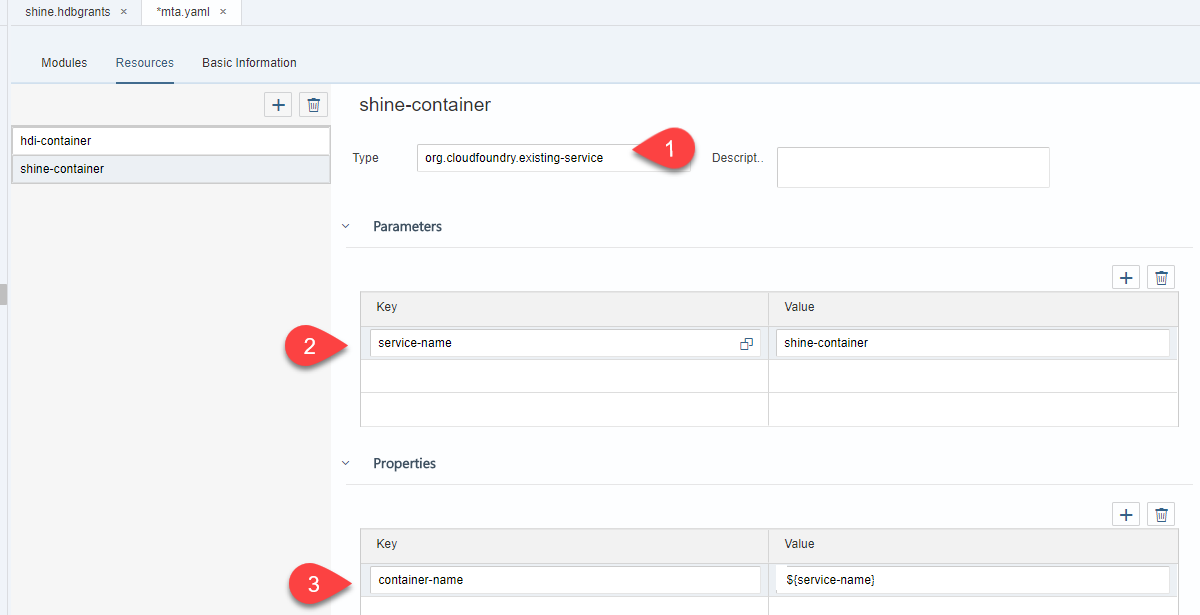 shine.hdbgrants × *mta.yaml ×
Modules Resources Basic Information
shine-container
hdi-container
shine-container
Type org.cloudfoundry.existing-service 1 Descript..
Parameters
Key Value
2 service-name shine-container
Properties
Key Value
3 container-name ${service-name}